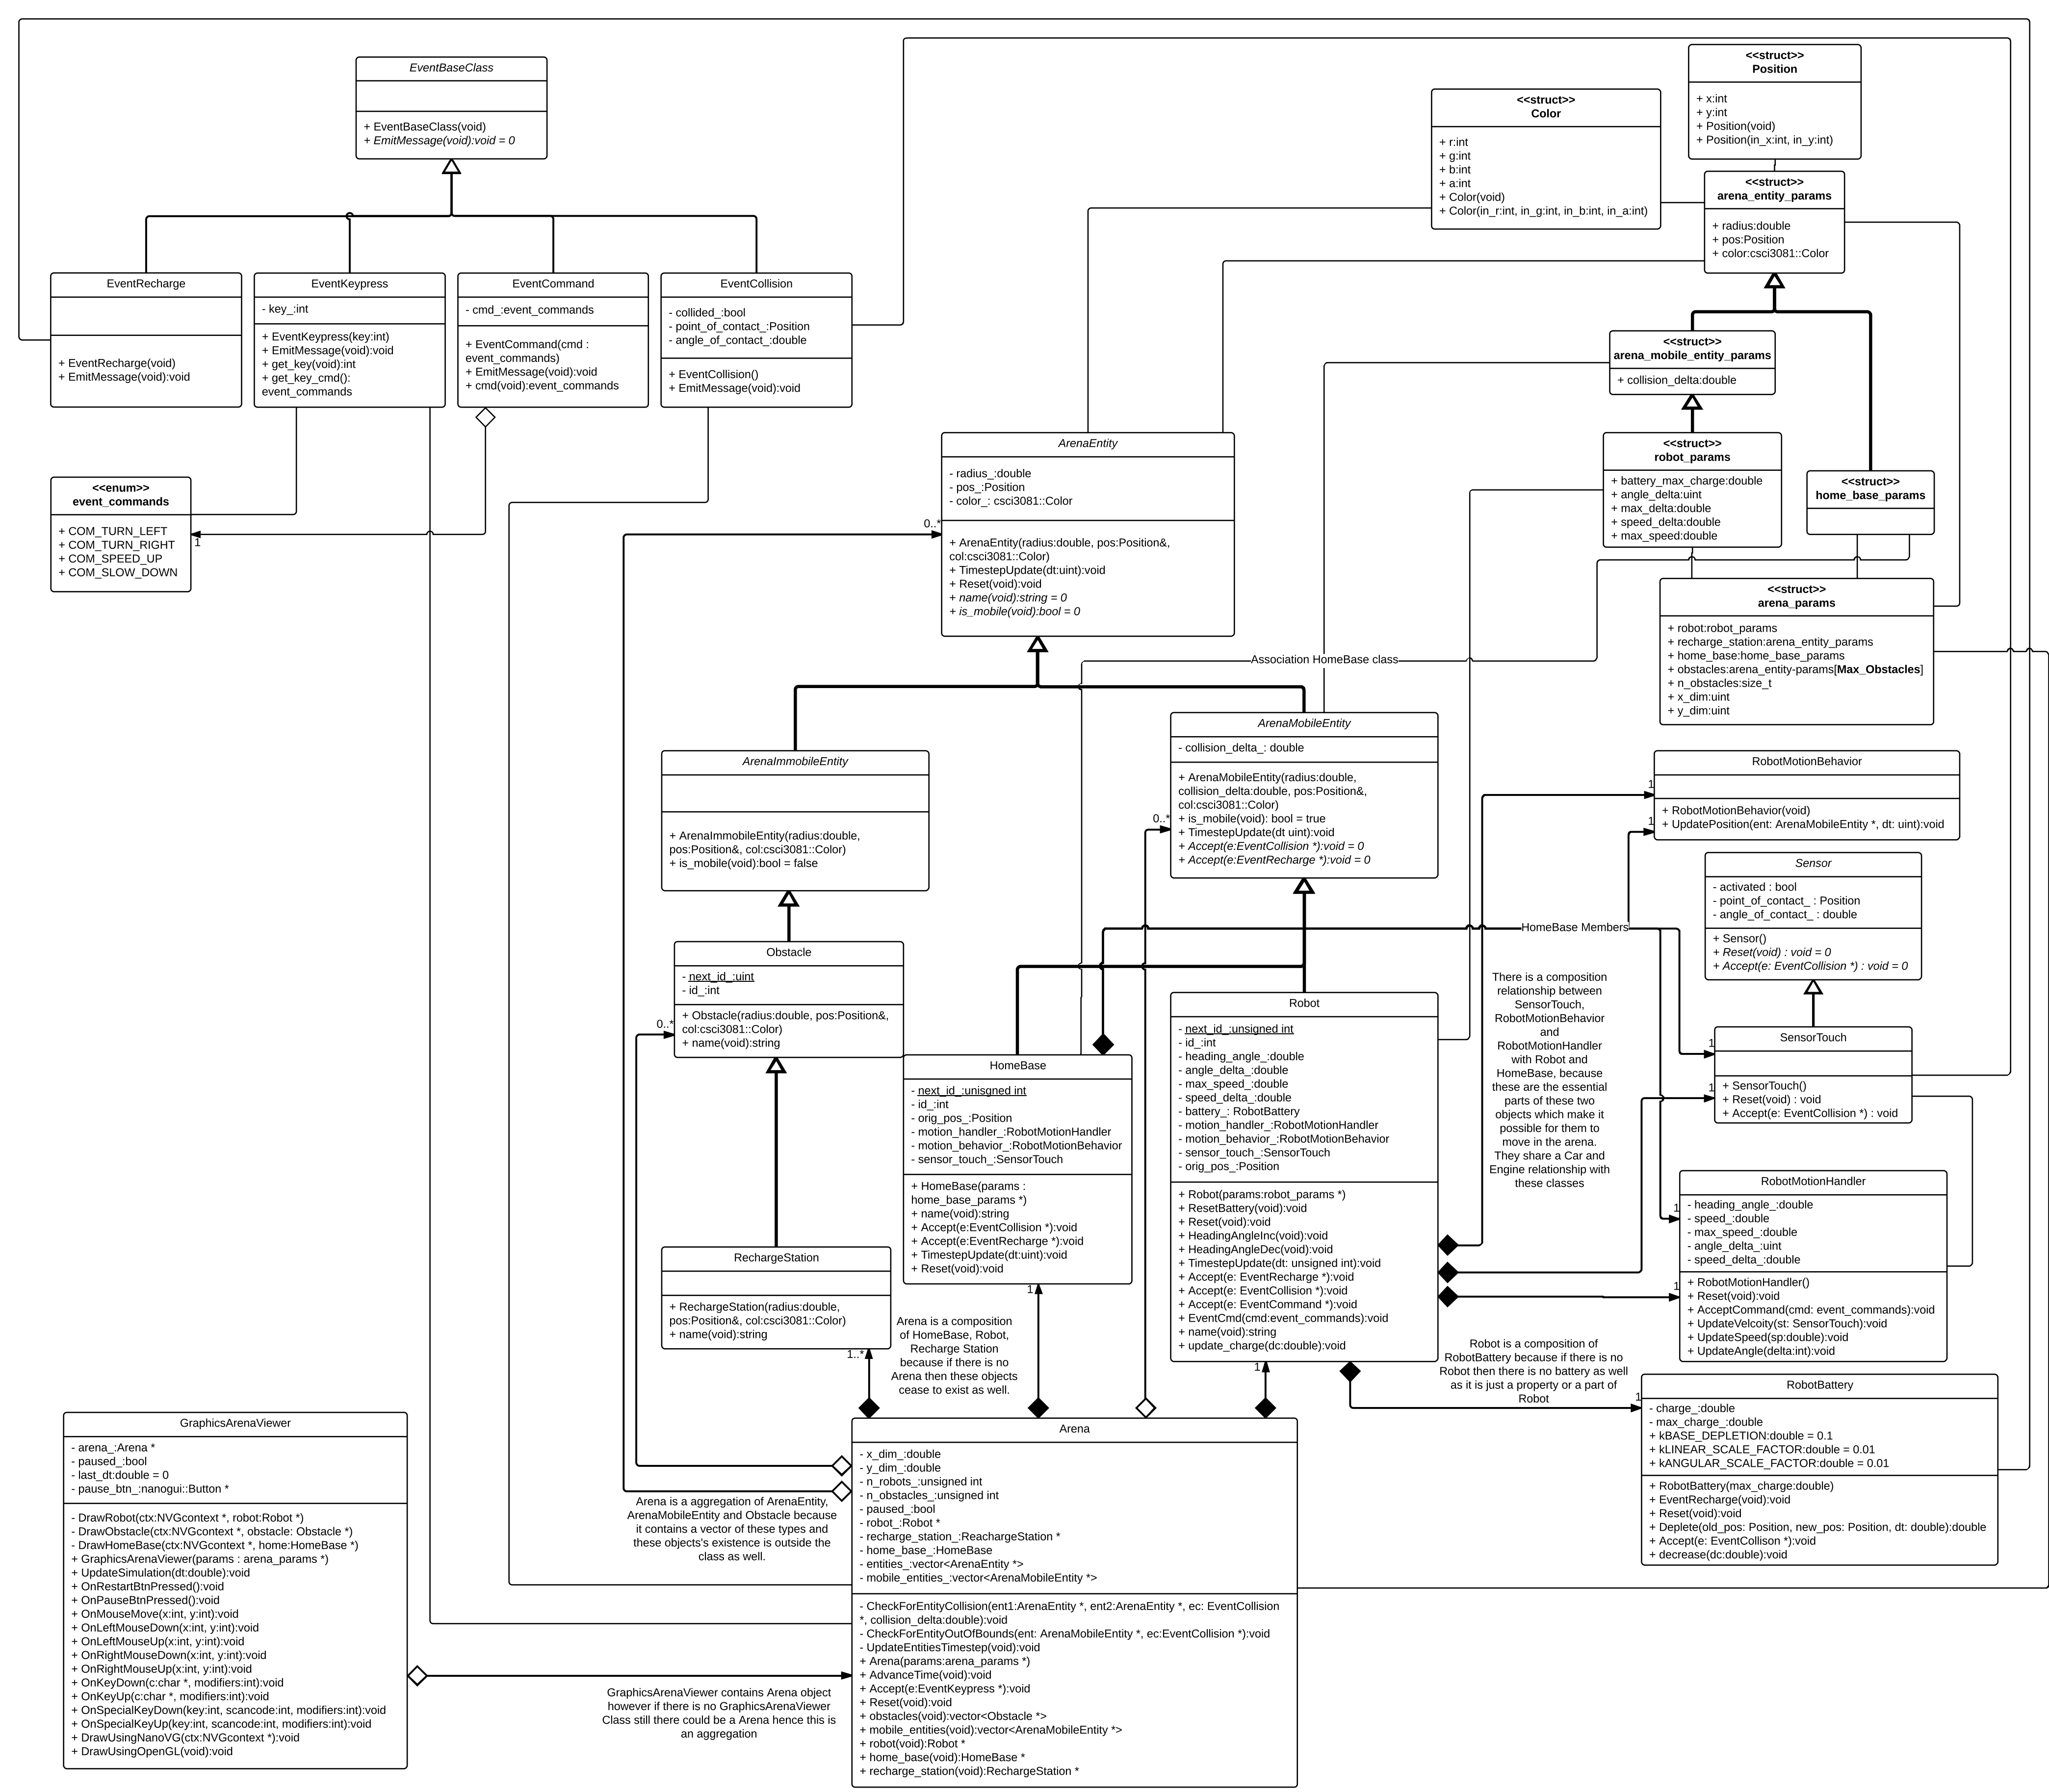 EventBaseClass
+ EventBaseClass(void)
+ EmitMessage(void):void = 0
<<struct>>
Position
+ x:int
+ y:int
+ Position(void)
+ Position(in_x:int, in_y:int)
<<struct>>
Color
+ r:int
+ g:int
+ b:int
+ a:int
+ Color(void)
+ Color(in_r:int, in_g:int, in_b:int, in_a:int)
<<struct>>
arena_entity_params
+ radius:double
+ pos:Position
+ color:csci3081::Color
EventRecharge
+ EventRecharge(void)
+ EmitMessage(void):void
EventKeypress
- key_:int
+ EventKeypress(key:int)
+ EmitMessage(void):void
+ get_key(void):int
+ get_key_cmd():
event_commands
EventCommand
- cmd_:event_commands
+ EventCommand(cmd :
event_commands)
+ EmitMessage(void):void
+ cmd(void):event_commands
EventCollision
- collided_:bool
- point_of_contact_:Position
- angle_of_contact_:double
+ EventCollision()
+ EmitMessage(void):void
<<struct>>
arena_mobile_entity_params
+ collision_delta:double
<<enum>>
event_commands
+ COM_TURN_LEFT
+ COM_TURN_RIGHT
+ COM_SPEED_UP
+ COM_SLOW_DOWN
1
ArenaEntity
- radius_:double
- pos_:Position
- color_: csci3081::Color
+ ArenaEntity(radius:double, pos:Position&,
col:csci3081::Color)
+ TimestepUpdate(dt:uint):void
+ Reset(void):void
+ name(void):string = 0
+ is_mobile(void):bool = 0
0..*
<<struct>>
robot_params
+ battery_max_charge:double
+ angle_delta:uint
+ max_delta:double
+ speed_delta:double
+ max_speed:double
<<struct>>
home_base_params
<<struct>>
arena_params
+ robot:robot_params
+ recharge_station:arena_entity_params
+ home_base:home_base_params
+ obstacles:arena_entity-params[Max_Obstacles]
+ n_obstacles:size_t
+ x_dim:uint
+ y_dim:uint
Association HomeBase class
ArenaImmobileEntity
+ ArenaImmobileEntity(radius:double,
pos:Position&, col:csci3081::Color)
+ is_mobile(void):bool = false
ArenaMobileEntity
- collision_delta_: double
+ ArenaMobileEntity(radius:double,
collision_delta:double, pos:Position&,
col:csci3081::Color)
+ is_mobile(void): bool = true
+ TimestepUpdate(dt uint):void
+ Accept(e:EventCollision *):void = 0
+ Accept(e:EventRecharge *):void = 0
0..*
RobotMotionBehavior
+ RobotMotionBehavior(void)
+ UpdatePosition(ent: ArenaMobileEntity *, dt: uint):void
1
1
Sensor
- activated : bool
- point_of_contact_ : Position
- angle_of_contact_ : double
+ Sensor()
+ Reset(void) : void = 0
+ Accept(e: EventCollision *) : void = 0
HomeBase Members
Obstacle
- next_id_:uint
- id_:int
+ Obstacle(radius:double, pos:Position&,
col:csci3081::Color)
+ name(void):string
0..*
HomeBase
- next_id_:unisgned int
- id_:int
- orig_pos_:Position
- motion_handler_:RobotMotionHandler
- motion_behavior_:RobotMotionBehavior
- sensor_touch_:SensorTouch
+ HomeBase(params :
home_base_params *)
+ name(void):string
+ Accept(e:EventCollision *):void
+ Accept(e:EventRecharge *):void
+ TimestepUpdate(dt:uint):void
+ Reset(void):void
1
Robot
- next_id_:unsigned int
- id_:int
- heading_angle_:double
- angle_delta_:double
- max_speed_:double
- speed_delta_:double
- battery_: RobotBattery
- motion_handler_:RobotMotionHandler
- motion_behavior_:RobotMotionBehavior
- sensor_touch_:SensorTouch
- orig_pos_:Position
+ Robot(params:robot_params *)
+ ResetBattery(void):void
+ Reset(void):void
+ HeadingAngleInc(void):void
+ HeadingAngleDec(void):void
+ TimestepUpdate(dt: unsigned int):void
+ Accept(e: EventRecharge *):void
+ Accept(e: EventCollision *):void
+ Accept(e: EventCommand *):void
+ EventCmd(cmd:event_commands):void
+ name(void):string
+ update_charge(dc:double):void
1
There is a composition
relationship between
SensorTouch,
RobotMotionBehavior
and
RobotMotionHandler
with Robot and
HomeBase, because
these are the essential
parts of these two
objects which make it
possible for them to
move in the arena.
They share a Car and
Engine relationship with
these classes
SensorTouch
+ SensorTouch()
+ Reset(void) : void
+ Accept(e: EventCollision *) : void
1
1
RobotMotionHandler
- heading_angle_:double
- speed_:double
- max_speed_:double
- angle_delta_:uint
- speed_delta_:double
+ RobotMotionHandler()
+ Reset(void):void
+ AcceptCommand(cmd: event_commands):void
+ UpdateVelcoity(st: SensorTouch):void
+ UpdateSpeed(sp:double):void
+ UpdateAngle(delta:int):void
1
1
RechargeStation
+ RechargeStation(radius:double,
pos:Position&, col:csci3081::Color)
+ name(void):string
1..*
Arena is a composition
of HomeBase, Robot,
Recharge Station
because if there is no
Arena then these objects
cease to exist as well.
Robot is a composition of
RobotBattery because if there is no
Robot then there is no battery as well
as it is just a property or a part of
Robot
RobotBattery
- charge_:double
- max_charge_:double
+ kBASE_DEPLETION:double = 0.1
+ kLINEAR_SCALE_FACTOR:double = 0.01
+ kANGULAR_SCALE_FACTOR:double = 0.01
+ RobotBattery(max_charge:double)
+ EventRecharge(void):void
+ Reset(void):void
+ Deplete(old_pos: Position, new_pos: Position, dt: double):double
+ Accept(e: EventCollison *):void
+ decrease(dc:double):void
1
GraphicsArenaViewer
- arena_:Arena *
- paused_:bool
- last_dt:double = 0
- pause_btn_:nanogui::Button *
- DrawRobot(ctx:NVGcontext *, robot:Robot *)
- DrawObstacle(ctx:NVGcontext *, obstacle: Obstacle *)
- DrawHomeBase(ctx:NVGcontext *, home:HomeBase *)
+ GraphicsArenaViewer(params : arena_params *)
+ UpdateSimulation(dt:double):void
+ OnRestartBtnPressed():void
+ OnPauseBtnPressed():void
+ OnMouseMove(x:int, y:int):void
+ OnLeftMouseDown(x:int, y:int):void
+ OnLeftMouseUp(x:int, y:int):void
+ OnRightMouseDown(x:int, y:int):void
+ OnRightMouseUp(x:int, y:int):void
+ OnKeyDown(c:char *, modifiers:int):void
+ OnKeyUp(c:char *, modifiers:int):void
+ OnSpecialKeyDown(key:int, scancode:int, modifiers:int):void
+ OnSpecialKeyUp(key:int, scancode:int, modifiers:int):void
+ DrawUsingNanoVG(ctx:NVGcontext *):void
+ DrawUsingOpenGL(void):void
Arena is a aggregation of ArenaEntity,
ArenaMobileEntity and Obstacle because
it contains a vector of these types and
these objects's existence is outside the
class as well.
GraphicsArenaViewer contains Arena object
however if there is no GraphicsArenaViewer
Class still there could be a Arena hence this is
an aggregation
Arena
- x_dim_:double
- y_dim_:double
- n_robots_:unsigned int
- n_obstacles_:unsigned int
- paused_:bool
- robot_:Robot *
- recharge_station_:ReachargeStation *
- home_base_:HomeBase
- entities_:vector<ArenaEntity *>
- mobile_entities_:vector<ArenaMobileEntity *>
- CheckForEntityCollision(ent1:ArenaEntity *, ent2:ArenaEntity *, ec: EventCollision
*, collision_delta:double):void
- CheckForEntityOutOfBounds(ent: ArenaMobileEntity *, ec:EventCollision *):void
- UpdateEntitiesTimestep(void):void
+ Arena(params:arena_params *)
+ AdvanceTime(void):void
+ Accept(e:EventKeypress *):void
+ Reset(void):void
+ obstacles(void):vector<Obstacle *>
+ mobile_entities(void):vector<ArenaMobileEntity *>
+ robot(void):Robot *
+ home_base(void):HomeBase *
+ recharge_station(void):RechargeStation *